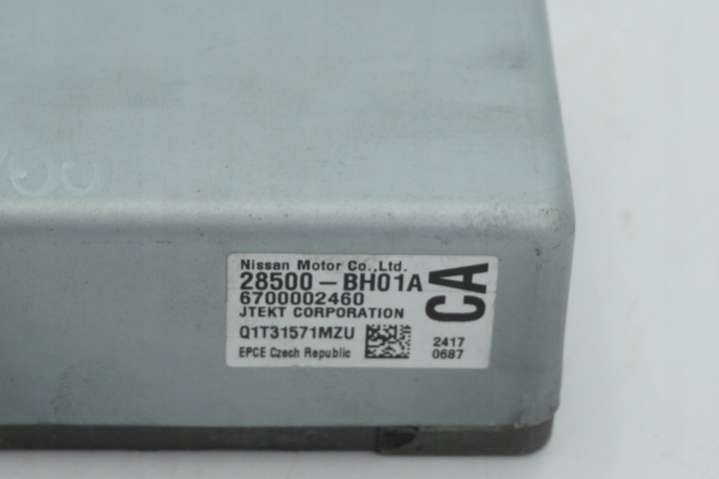 Nissan Motor Co.,Ltd.
28500-BH01A
6700002460
JTEKT CORPORATION
Q1T31571MZU
EPCE Czech Republic
CA
2417
0687